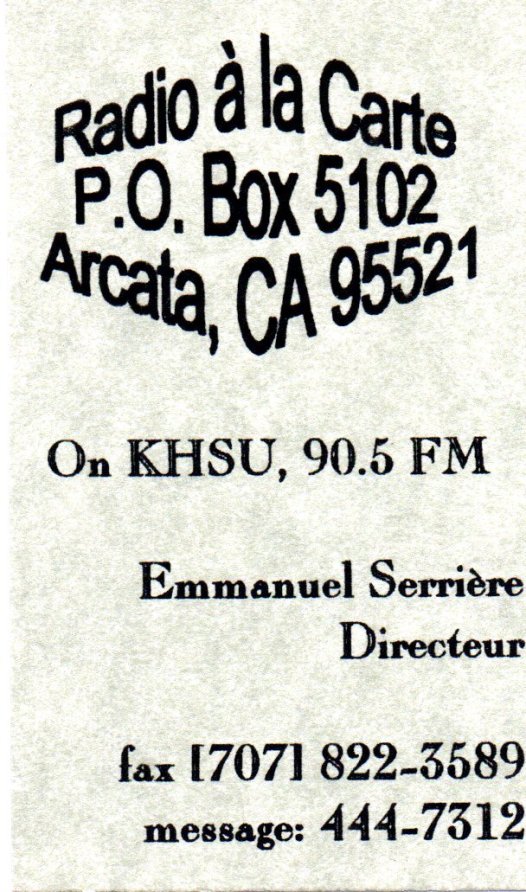 Radio à la Carte
P.O. Box 5102
Arcata, CA 95521
On KHSU, 90.5 FM
Emmanuel Serrière
Directeur
fax [707] 822-3589
message: 444-7312